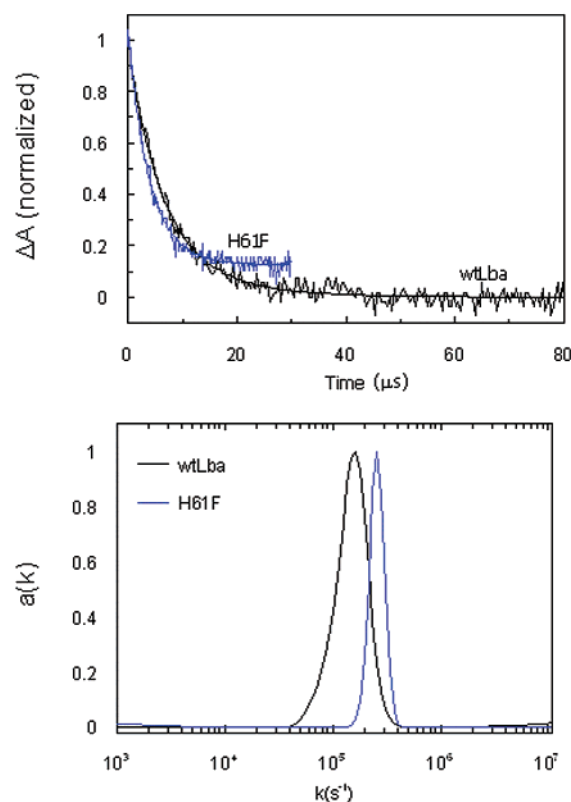 1
0.8
0.6
0.4
0.2
0
ΔA (normalized)
H61F
wtLba
0 20 40 60 80
Time (μs)
1
0.8
0.6
0.4
0.2
0
a(k)
wtLba
H61F
10³ 10⁴ 10⁵ 10⁶ 10⁷
k(s⁻¹)